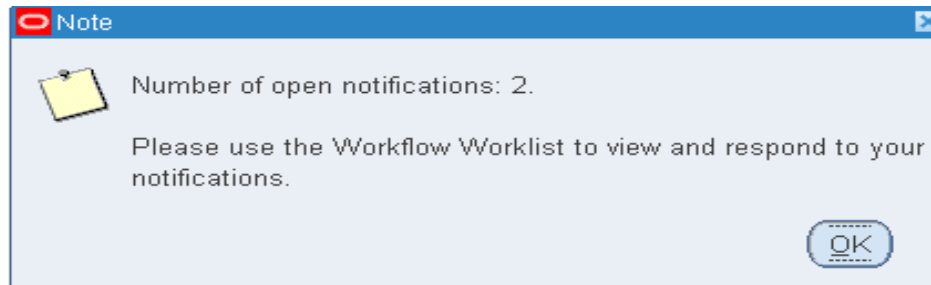 Note
Number of open notifications: 2.
Please use the Workflow Worklist to view and respond to your
notifications.
OK